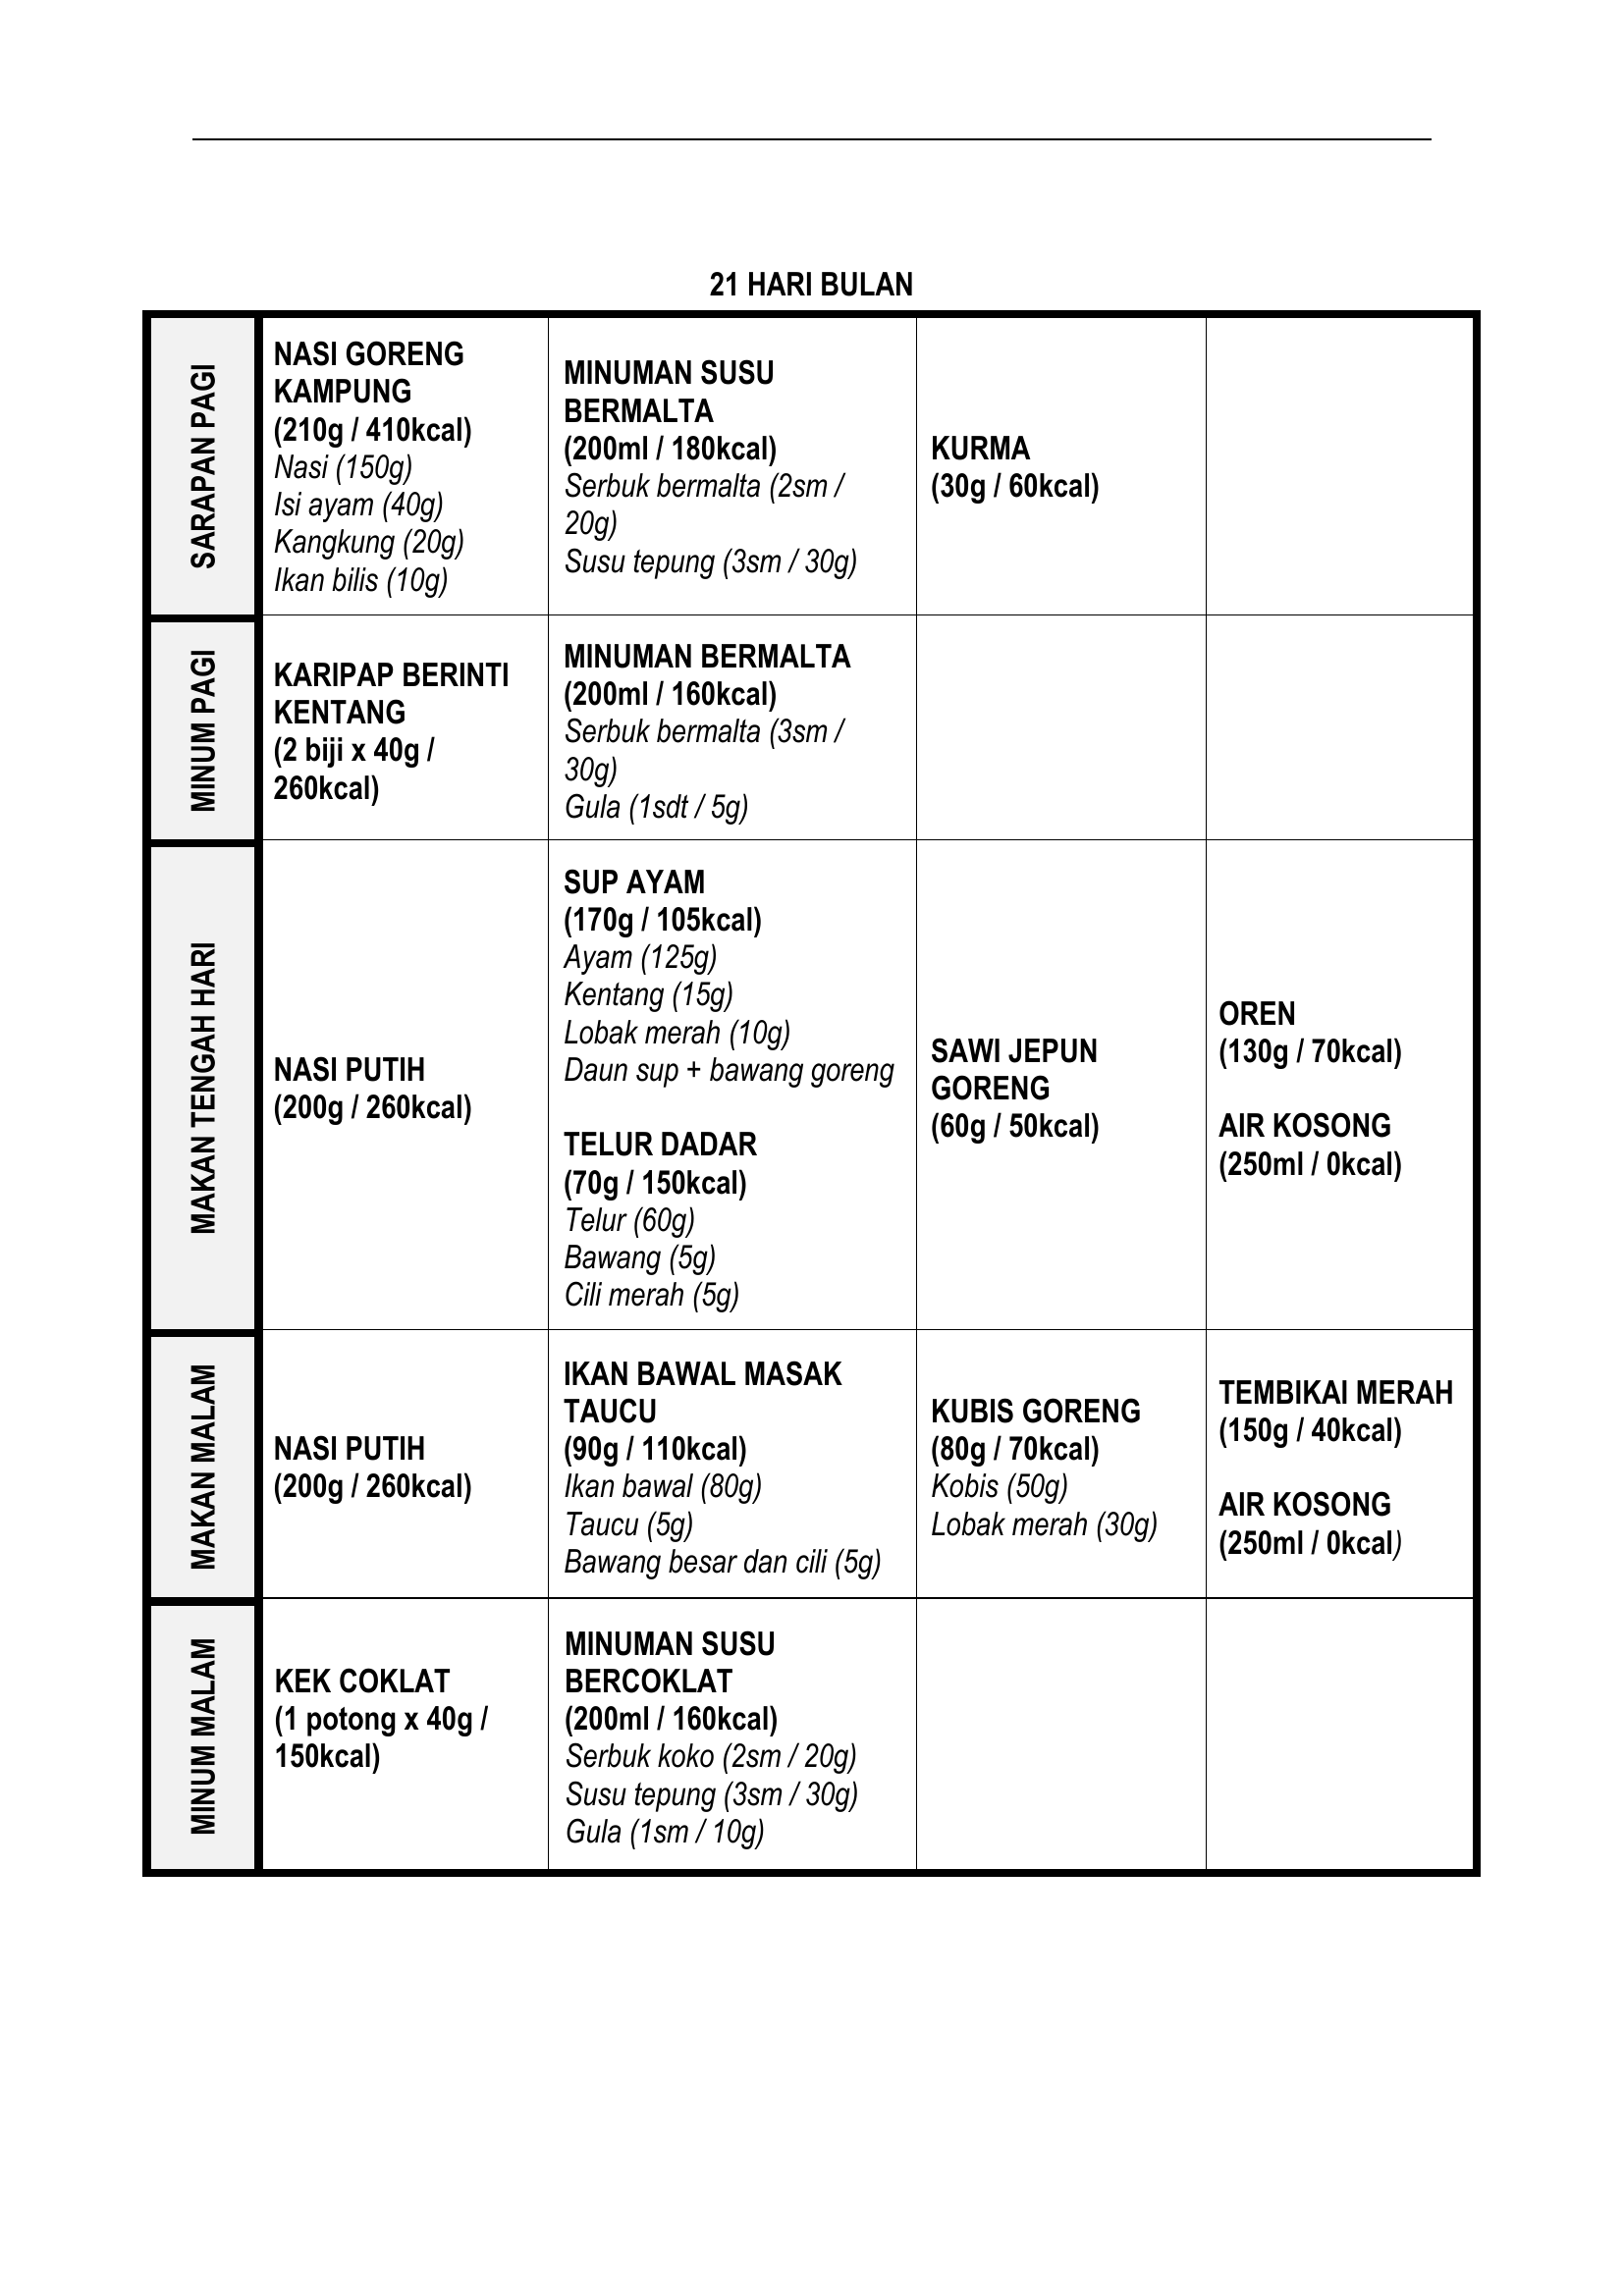 21 HARI BULAN
SARAPAN PAGI
NASI GORENG
KAMPUNG
(210g / 410kcal)
Nasi (150g)
Isi ayam (40g)
Kangkung (20g)
Ikan bilis (10g)
MINUMAN SUSU
BERMALTA
(200ml / 180kcal)
Serbuk bermalta (2sm /
20g)
Susu tepung (3sm / 30g)
KURMA
(30g / 60kcal)
MINUM PAGI
KARIPAP BERINTI
KENTANG
(2 biji x 40g /
260kcal)
MINUMAN BERMALTA
(200ml / 160kcal)
Serbuk bermalta (3sm /
30g)
Gula (1sdt / 5g)
MAKAN TENGAH HARI
NASI PUTIH
(200g / 260kcal)
SUP AYAM
(170g / 105kcal)
Ayam (125g)
Kentang (15g)
Lobak merah (10g)
Daun sup + bawang goreng
TELUR DADAR
(70g / 150kcal)
Telur (60g)
Bawang (5g)
Cili merah (5g)
SAWI JEPUN
GORENG
(60g / 50kcal)
OREN
(130g / 70kcal)
AIR KOSONG
(250ml / 0kcal)
MAKAN MALAM
NASI PUTIH
(200g / 260kcal)
IKAN BAWAL MASAK
TAUCU
(90g / 110kcal)
Ikan bawal (80g)
Taucu (5g)
Bawang besar dan cili (5g)
KUBIS GORENG
(80g / 70kcal)
Kobis (50g)
Lobak merah (30g)
TEMBIKAI MERAH
(150g / 40kcal)
AIR KOSONG
(250ml / 0kcal)
MINUM MALAM
KEK COKLAT
(1 potong x 40g /
150kcal)
MINUMAN SUSU
BERCOKLAT
(200ml / 160kcal)
Serbuk koko (2sm / 20g)
Susu tepung (3sm / 30g)
Gula (1sm / 10g)